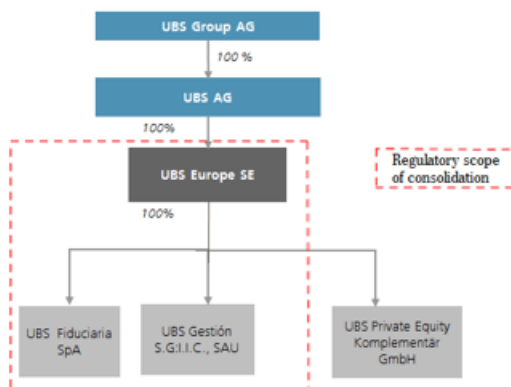 UBS Group AG
100 %
UBS AG
100%
UBS Europe SE
Regulatory scope
of consolidation
100%
UBS Fiduciaria
SpA
UBS Gestión
S.G.I.I.C., SAU
UBS Private Equity
Komplementär
GmbH